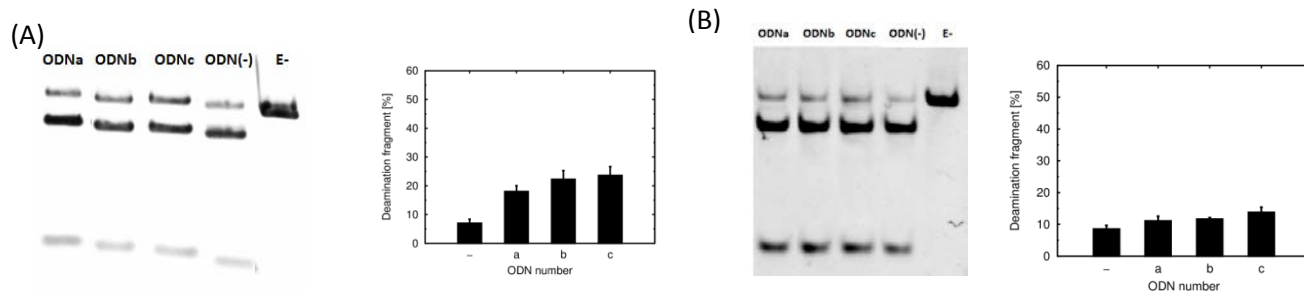 (A)
ODNa ODNb ODNc ODN(-) E-
Deamination fragment [%]
60
50
40
30
20
10
0
– a b c
ODN number
(B)
ODNa ODNb ODNc ODN(-) E-
Deamination fragment [%]
60
50
40
30
20
10
0
– a b c
ODN number